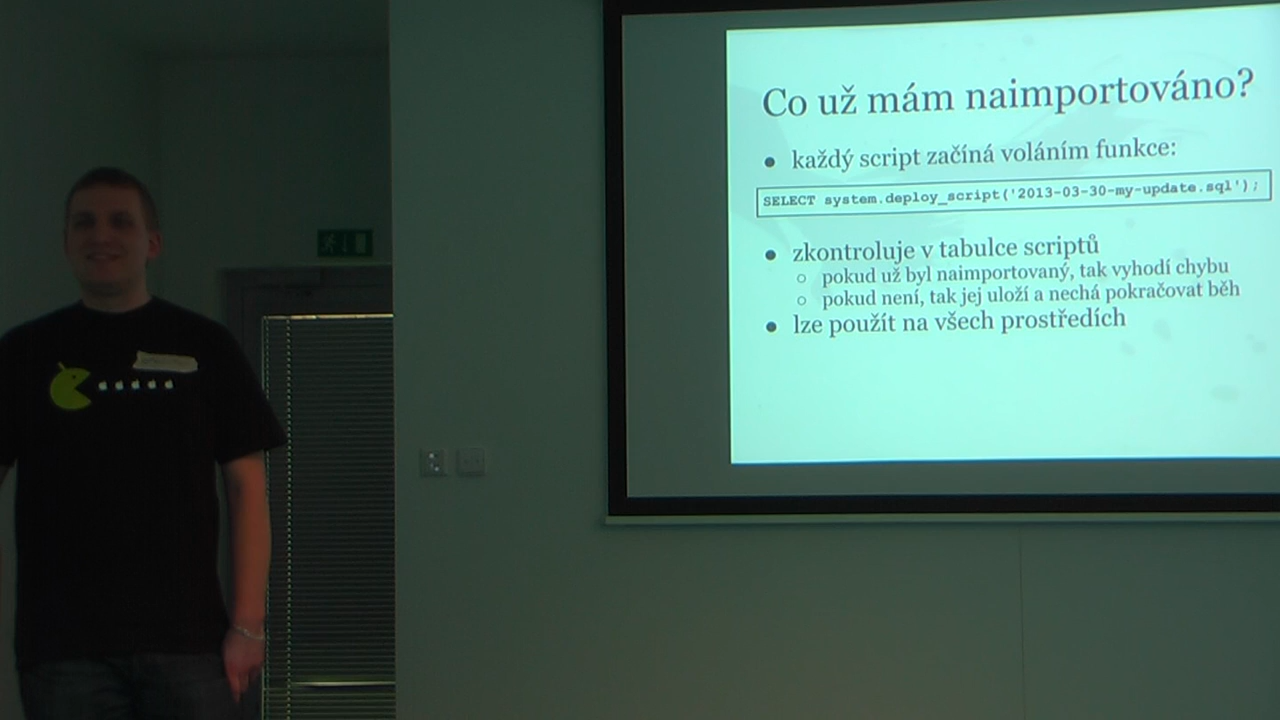 Co už mám naimportováno?
● každý script začíná voláním funkce:
SELECT system.deploy_script('2013-03-30-my-update.sql');
● zkontroluje v tabulce scriptů
○ pokud už byl naimportovaný, tak vyhodí chybu
○ pokud není, tak jej uloží a nechá pokračovat běh
● lze použít na všech prostředích